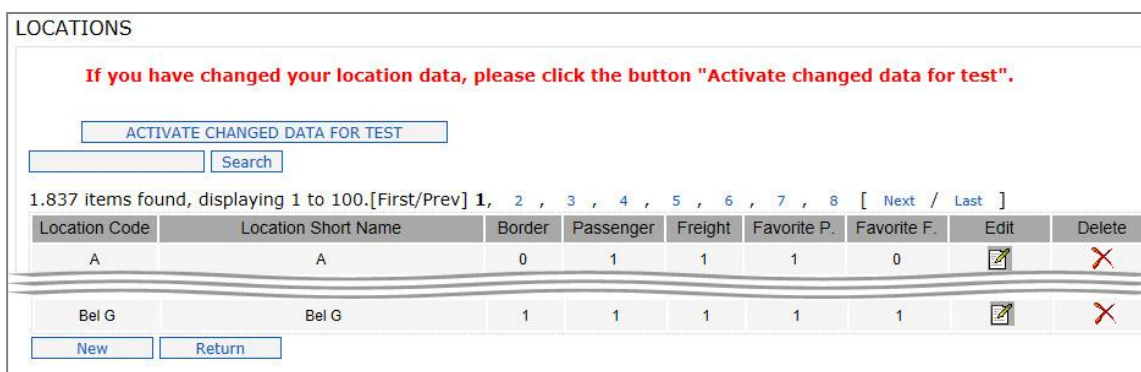 LOCATIONS
If you have changed your location data, please click the button "Activate changed data for test".
ACTIVATE CHANGED DATA FOR TEST
Search
1.837 items found, displaying 1 to 100.[First/Prev] 1, 2 , 3 , 4 , 5 , 6 , 7 , 8 [ Next / Last ]
Location Code Location Short Name Border Passenger Freight Favorite P. Favorite F. Edit Delete
A A 0 1 1 1 0
Bel G Bel G 1 1 1 1 1
New Return